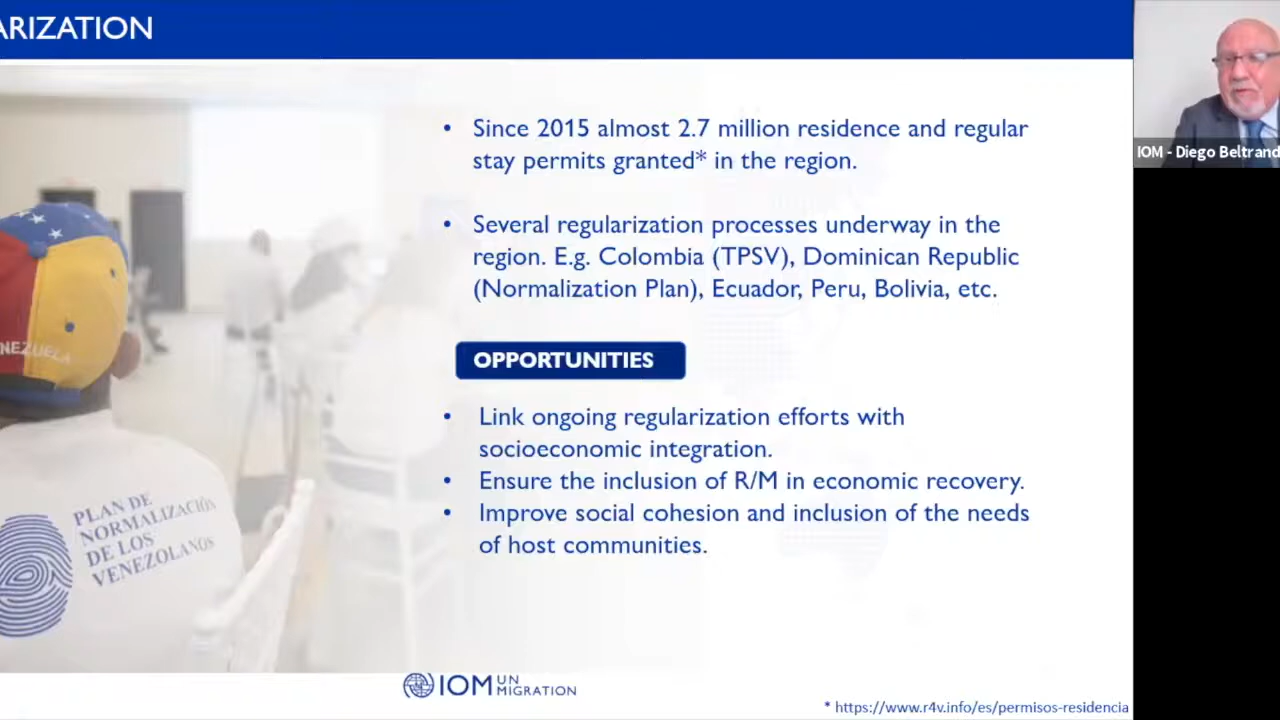 ARIZATION
IOM - Diego Beltrand
• Since 2015 almost 2.7 million residence and regular
stay permits granted* in the region.
• Several regularization processes underway in the
region. E.g. Colombia (TPSV), Dominican Republic
(Normalization Plan), Ecuador, Peru, Bolivia, etc.
OPPORTUNITIES
• Link ongoing regularization efforts with
socioeconomic integration.
• Ensure the inclusion of R/M in economic recovery.
• Improve social cohesion and inclusion of the needs
of host communities.
NEZUELA
PLAN DE
NORMALIZACIÓN
DE LOS
VENEZOLANOS
IOM UN
MIGRATION
* https://www.r4v.info/es/permisos-residencia